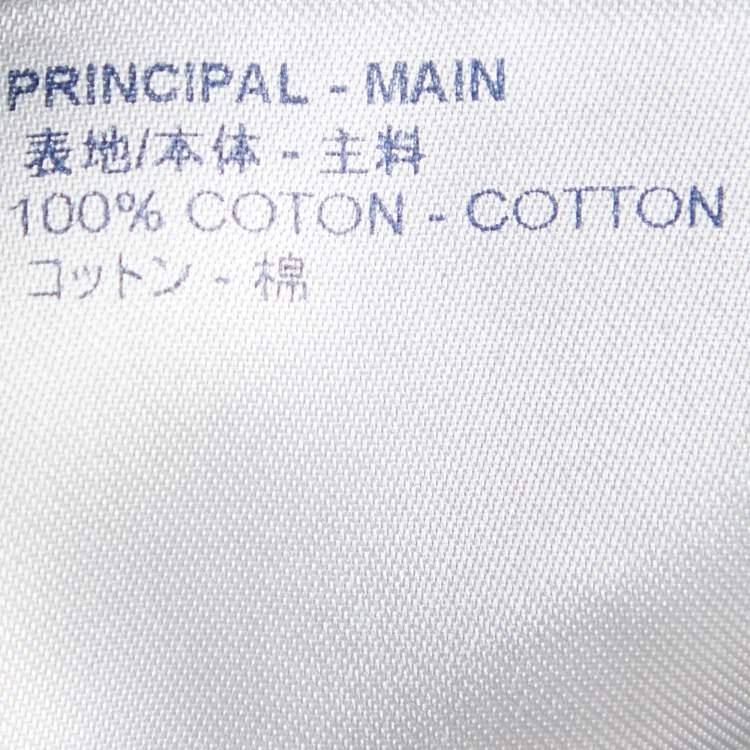 PRINCIPAL - MAIN
表地/本体 - 主料
100% COTON - COTTON
コットン - 棉